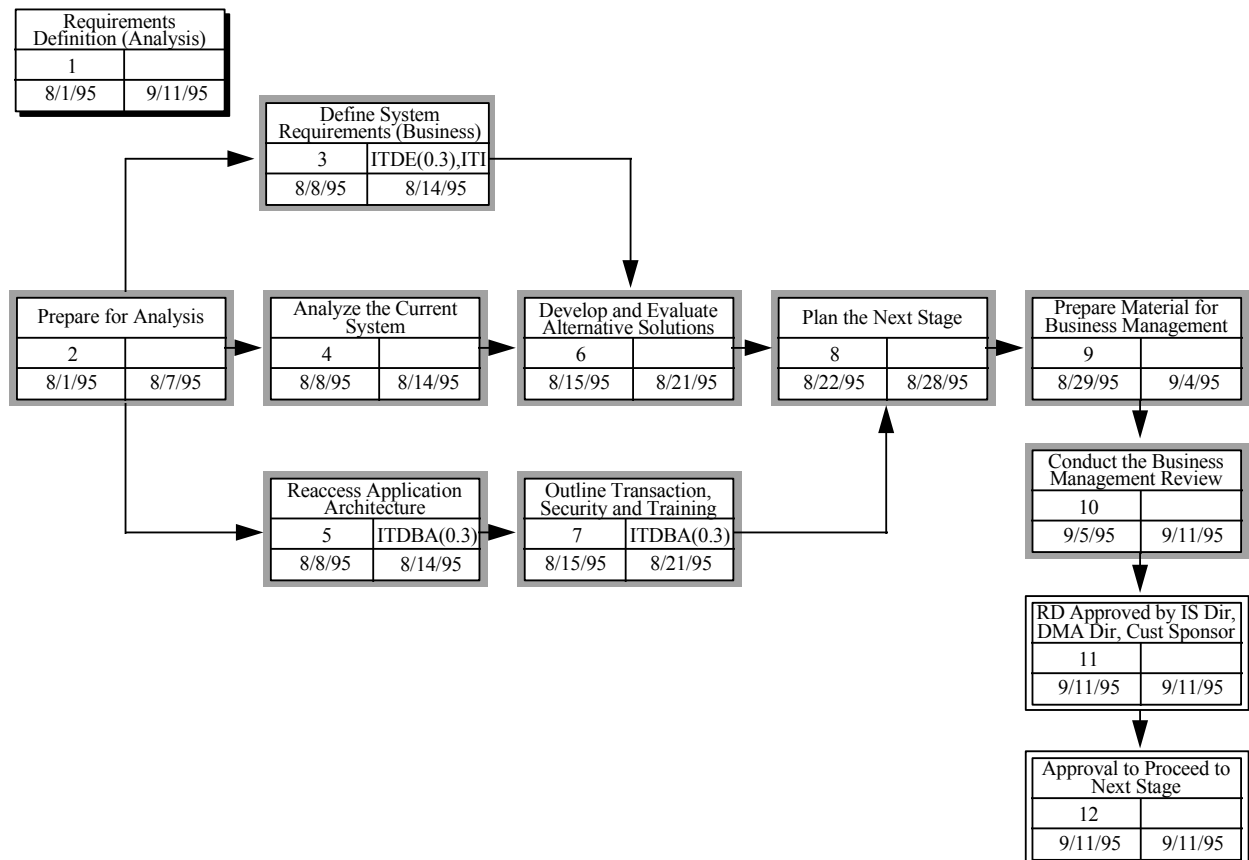 Requirements
Definition (Analysis)
1
8/1/95 9/11/95
Define System
Requirements (Business)
3 ITDE(0.3),ITI
8/8/95 8/14/95
Prepare for Analysis
2
8/1/95 8/7/95
Analyze the Current
System
4
8/8/95 8/14/95
Develop and Evaluate
Alternative Solutions
6
8/15/95 8/21/95
Plan the Next Stage
8
8/22/95 8/28/95
Prepare Material for
Business Management
9
8/29/95 9/4/95
Reaccess Application
Architecture
5 ITDBA(0.3)
8/8/95 8/14/95
Outline Transaction,
Security and Training
7 ITDBA(0.3)
8/15/95 8/21/95
Conduct the Business
Management Review
10
9/5/95 9/11/95
RD Approved by IS Dir,
DMA Dir, Cust Sponsor
11
9/11/95 9/11/95
Approval to Proceed to
Next Stage
12
9/11/95 9/11/95